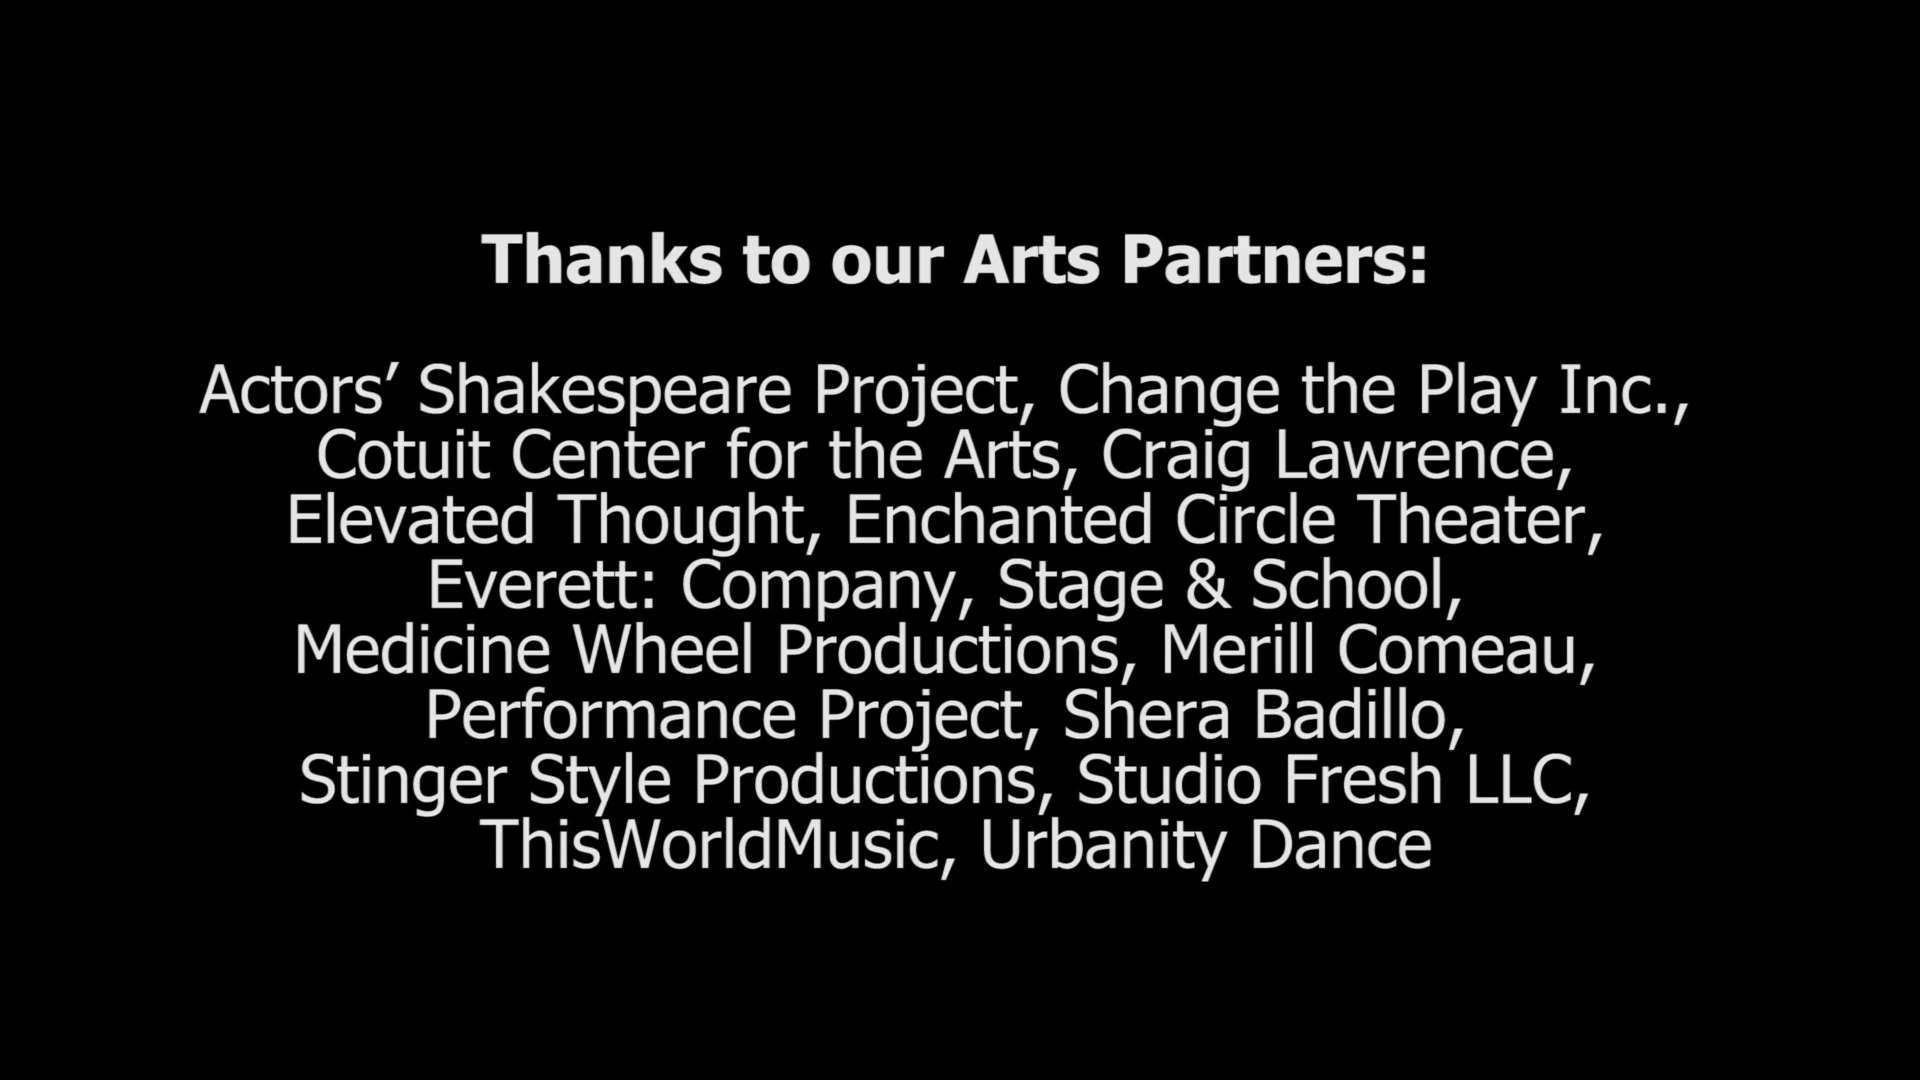 Thanks to our Arts Partners:
Actors’ Shakespeare Project, Change the Play Inc.,
Cotuit Center for the Arts, Craig Lawrence,
Elevated Thought, Enchanted Circle Theater,
Everett: Company, Stage & School,
Medicine Wheel Productions, Merill Comeau,
Performance Project, Shera Badillo,
Stinger Style Productions, Studio Fresh LLC,
ThisWorldMusic, Urbanity Dance